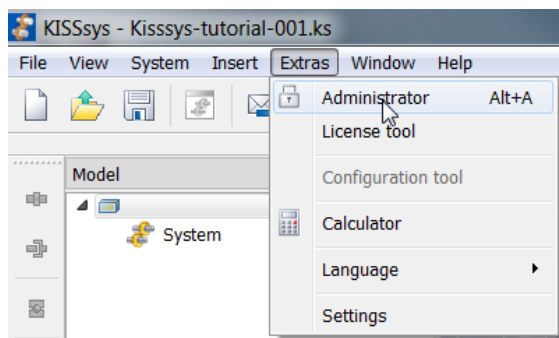 KISSsys - Kisssys-tutorial-001.ks
File View System Insert Extras Window Help
Administrator Alt+A
License tool
Model
Configuration tool
System
Calculator
Language
Settings